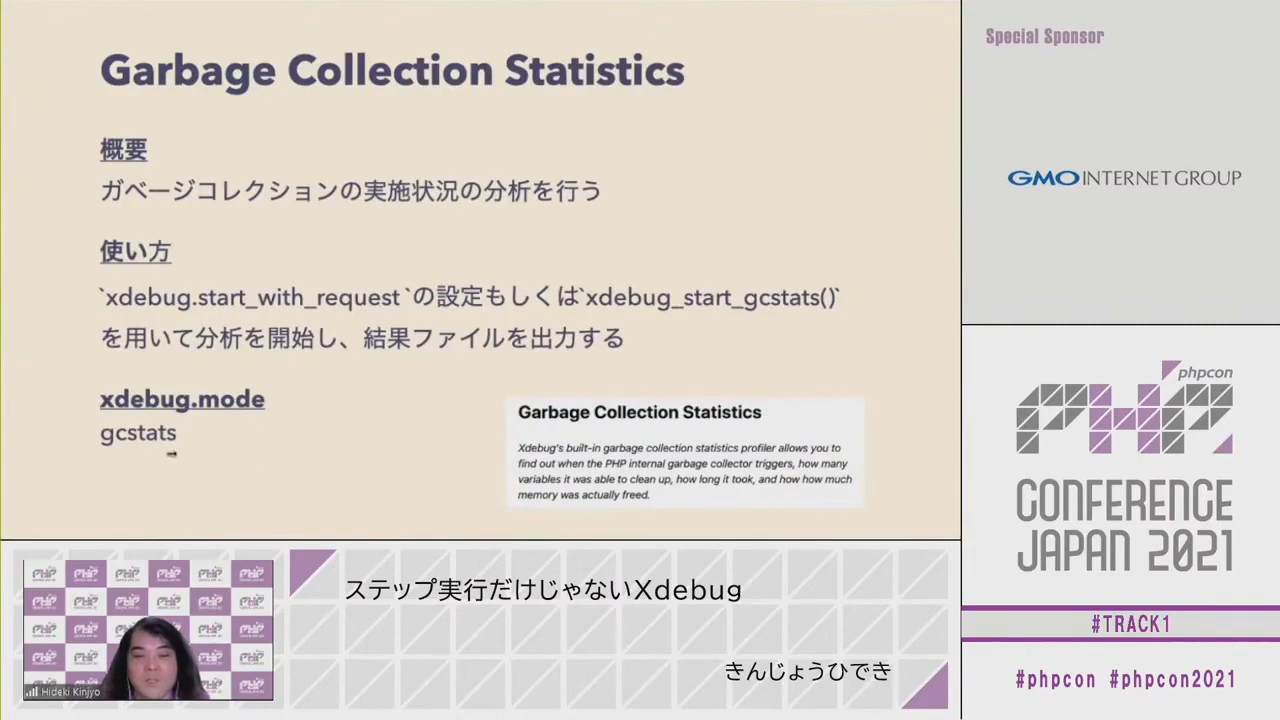 Garbage Collection Statistics
概要
ガベージコレクションの実施状況の分析を行う
使い方
`xdebug.start_with_request `の設定もしくは`xdebug_start_gcstats()`
を用いて分析を開始し、結果ファイルを出力する
xdebug.mode
gcstats
Garbage Collection Statistics
Xdebug's built-in garbage collection statistics profiler allows you to
find out when the PHP internal garbage collector triggers, how many
variables it was able to clean up, how long it took, and how how much
memory was actually freed.
Special Sponsor
GMO INTERNET GROUP
phpcon
PHP
CONFERENCE
JAPAN 2021
#TRACK1
#phpcon #phpcon2021
ステップ実行だけじゃないXdebug
きんじょうひでき
Hideki Kinjyo